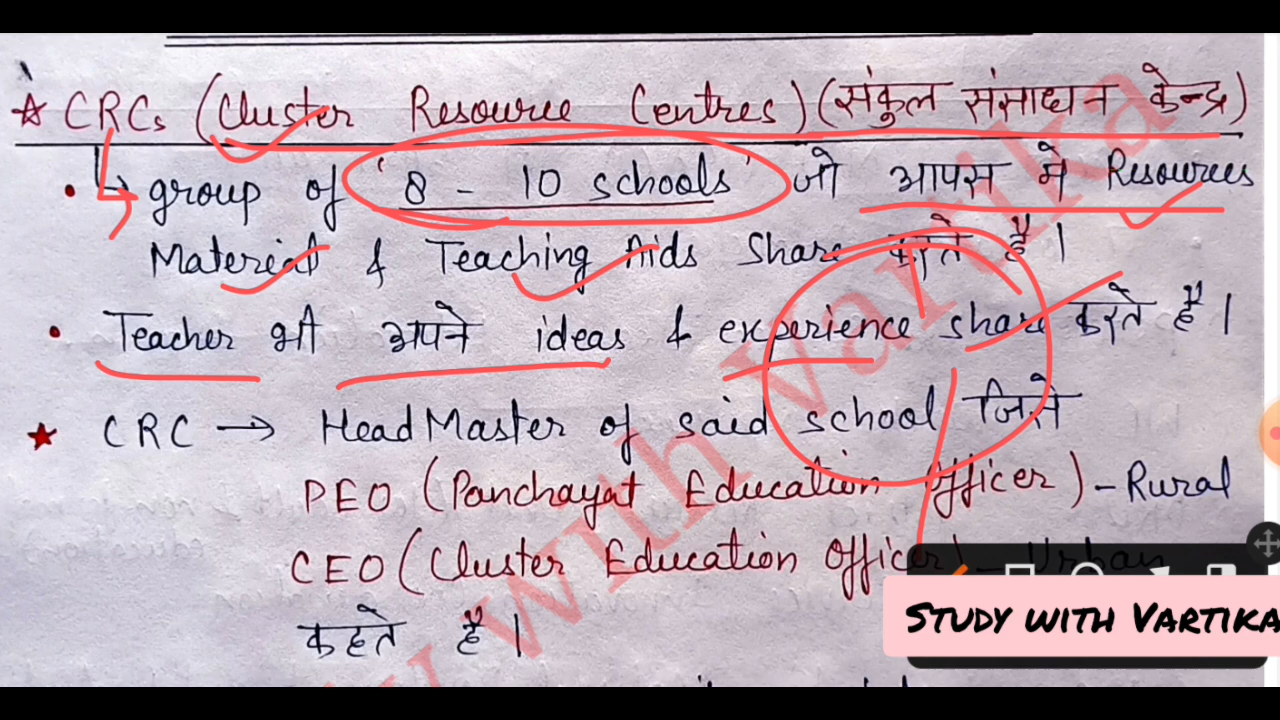 ☆ CRCs (Cluster Resource Centres) (संकुल संसाधन केन्द्र)
• ↳ group of '8 - 10 schools' जो आपस में Resources
Material & Teaching Aids Share करते हैं।
• Teacher भी अपने ideas & experience share करते हैं।
★ CRC → HeadMaster of said school जिसे
PEO (Panchayat Education Officer) - Rural
CEO (Cluster Education Officer) - Urban
कहते हैं।
STUDY WITH VARTIKA
with Vartika